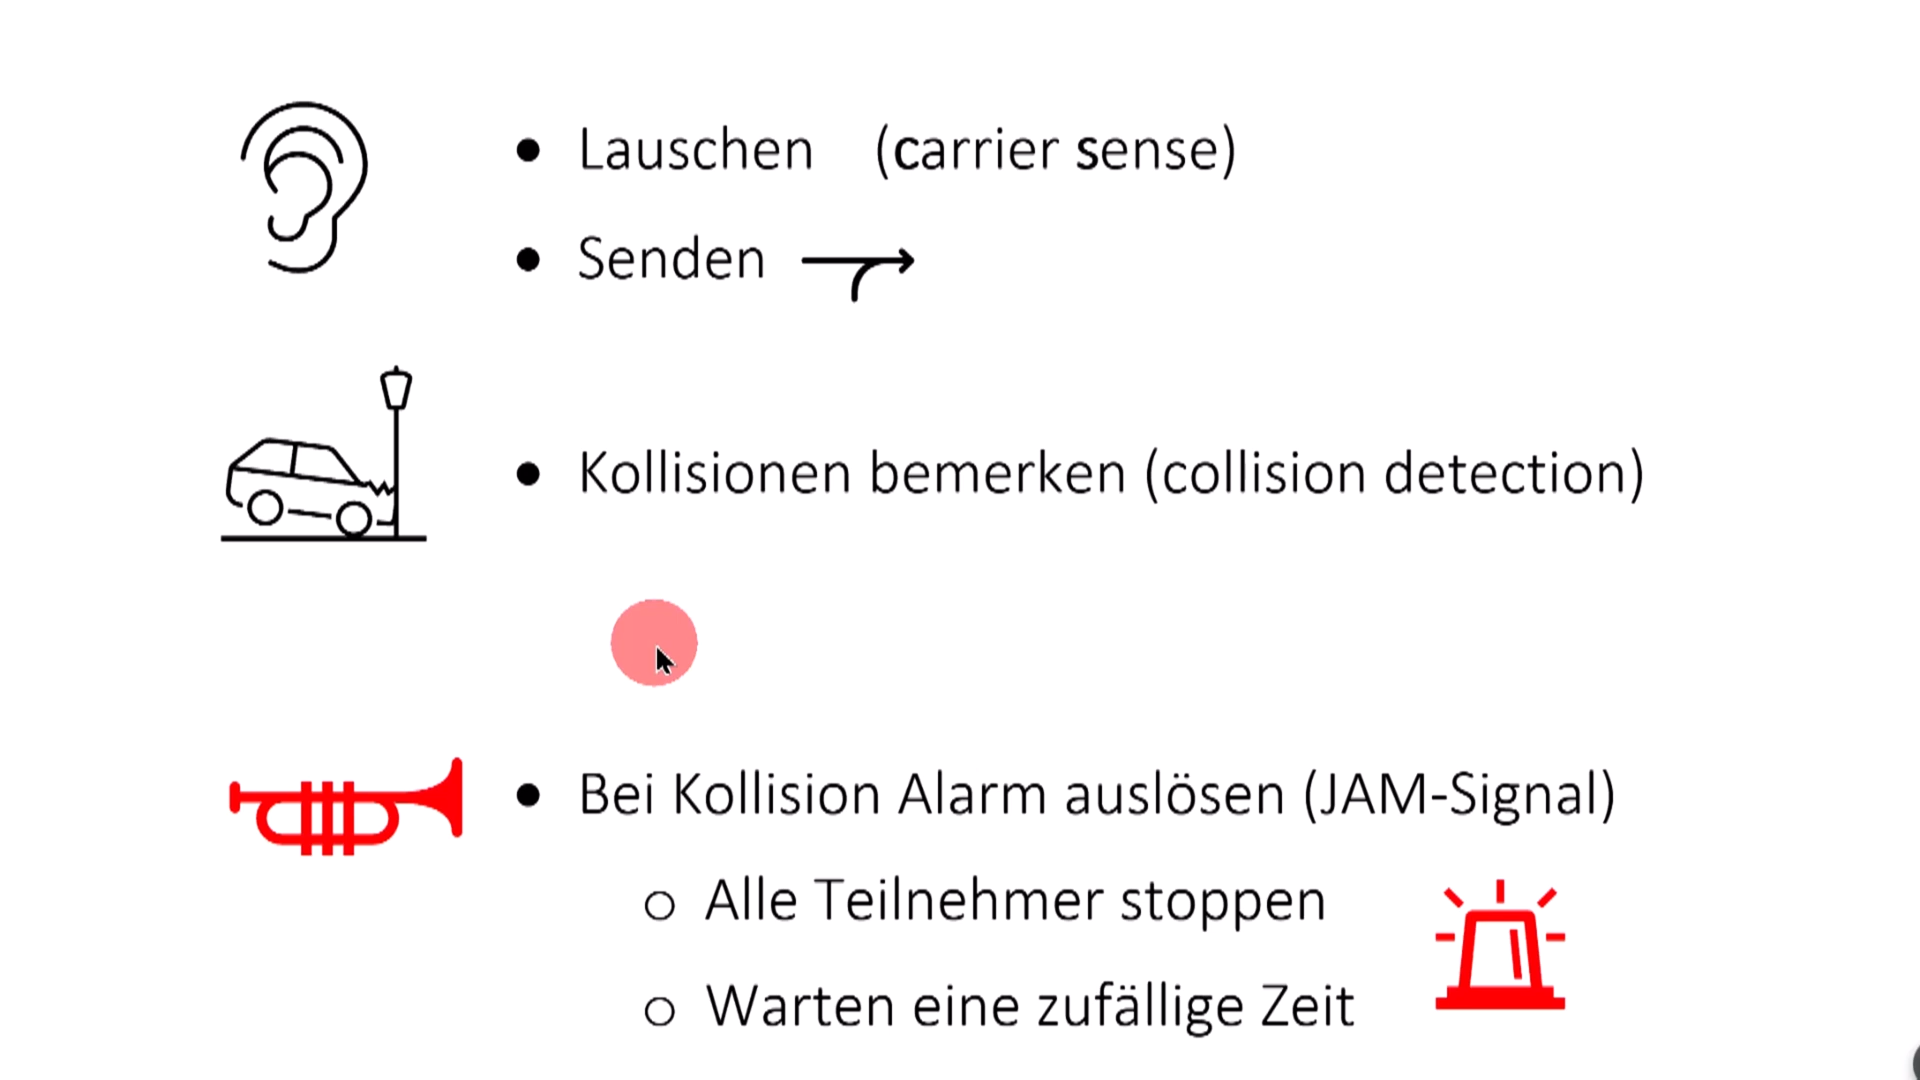 • Lauschen (carrier sense)
• Senden
• Kollisionen bemerken (collision detection)
• Bei Kollision Alarm auslösen (JAM-Signal)
o Alle Teilnehmer stoppen
o Warten eine zufällige Zeit